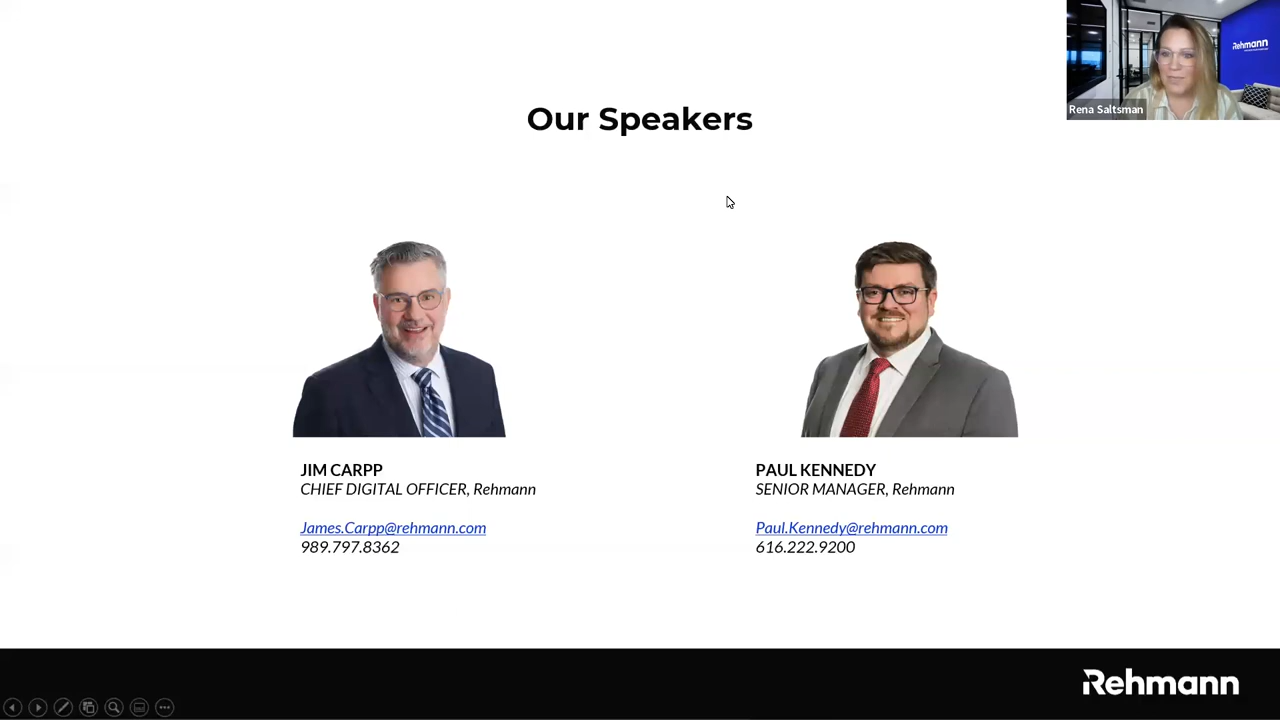 Rehmann
Rena Saltsman
Our Speakers
JIM CARPP
CHIEF DIGITAL OFFICER, Rehmann
James.Carpp@rehmann.com
989.797.8362
PAUL KENNEDY
SENIOR MANAGER, Rehmann
Paul.Kennedy@rehmann.com
616.222.9200
Rehmann